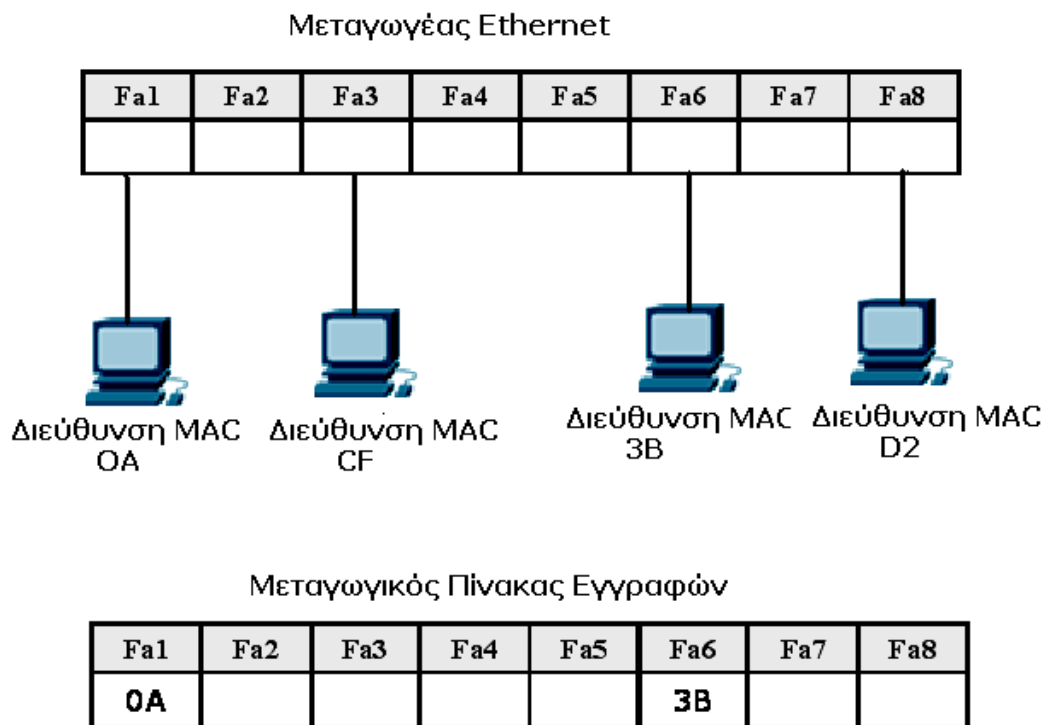 Μεταγωγέας Ethernet
Fa1 Fa2 Fa3 Fa4 Fa5 Fa6 Fa7 Fa8
Διεύθυνση MAC
OA
Διεύθυνση MAC
CF
Διεύθυνση MAC
3B
Διεύθυνση MAC
D2
Μεταγωγικός Πίνακας Εγγραφών
Fa1 Fa2 Fa3 Fa4 Fa5 Fa6 Fa7 Fa8
0A 3B